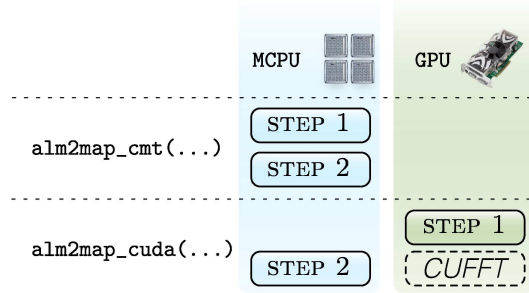 MCPU GPU
STEP 1
alm2map_cmt(...)
STEP 2
STEP 1
alm2map_cuda(...)
STEP 2 CUFFT